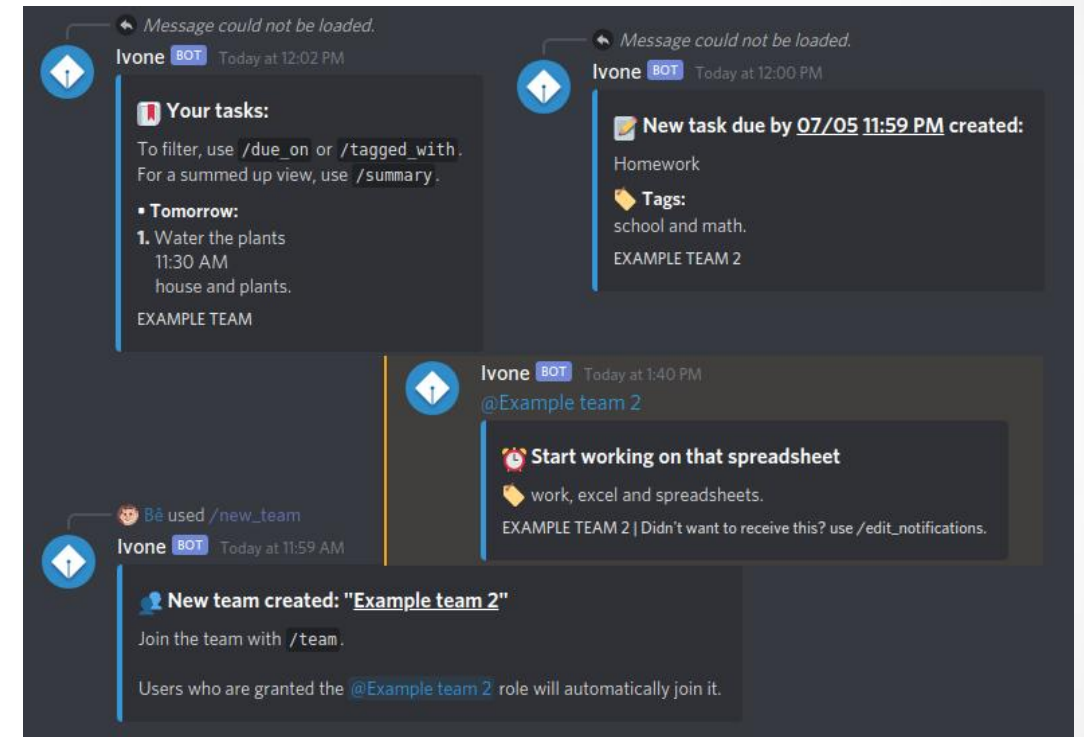 Message could not be loaded.
Ivone BOT Today at 12:02 PM
Your tasks:
To filter, use /due_on or /tagged_with.
For a summed up view, use /summary.
▪ Tomorrow:
1. Water the plants
11:30 AM
house and plants.
EXAMPLE TEAM
Message could not be loaded.
Ivone BOT Today at 12:00 PM
New task due by 07/05 11:59 PM created:
Homework
Tags:
school and math.
EXAMPLE TEAM 2
Ivone BOT Today at 1:40 PM
@Example team 2
Start working on that spreadsheet
work, excel and spreadsheets.
EXAMPLE TEAM 2 | Didn't want to receive this? use /edit_notifications.
Bê used /new_team
Ivone BOT Today at 11:59 AM
New team created: "Example team 2"
Join the team with /team.
Users who are granted the @Example team 2 role will automatically join it.